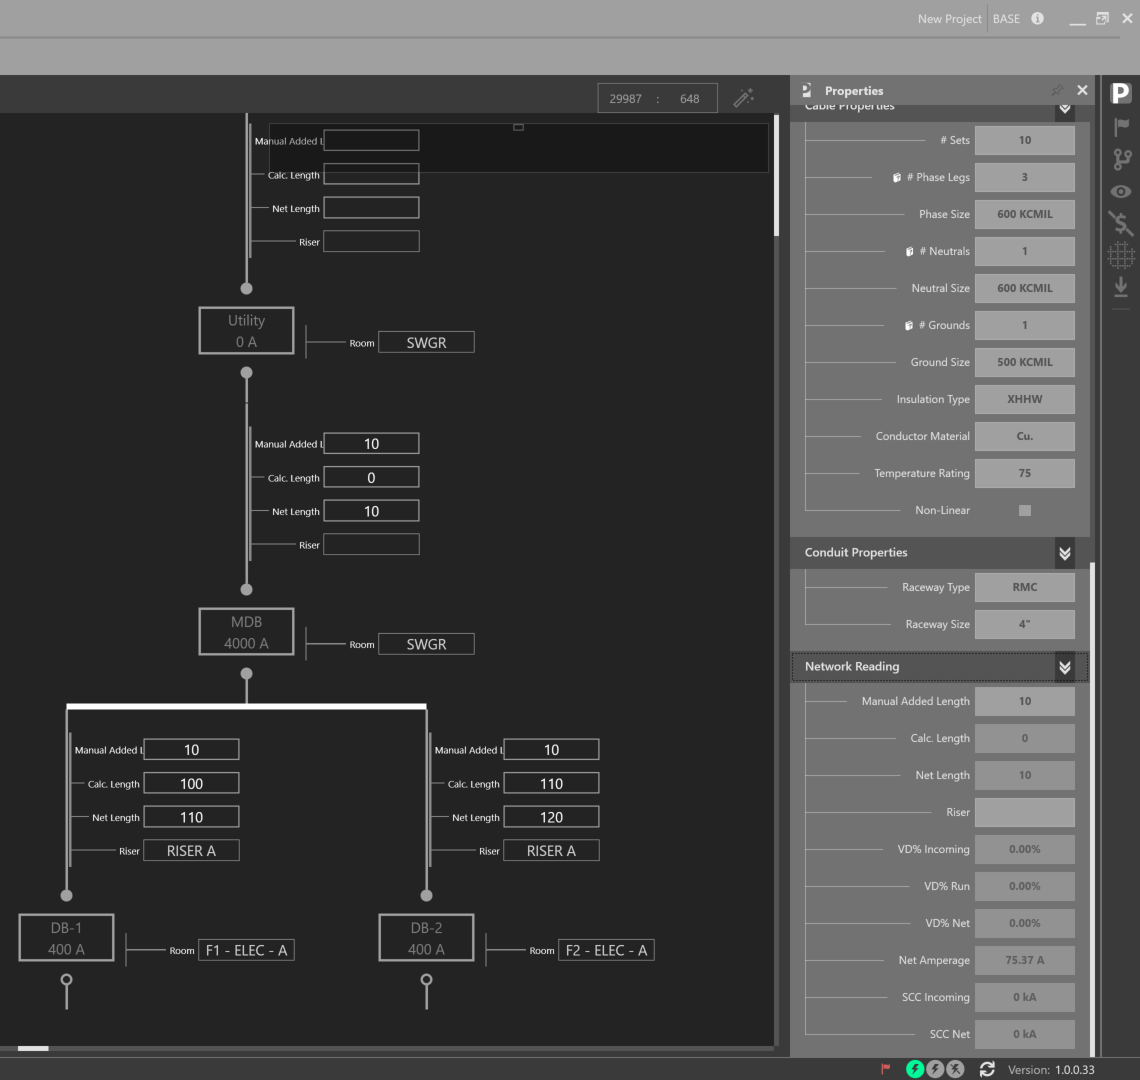 New Project BASE
29987 : 648
Properties
Cable Properties
Manual Added L
Calc. Length
Net Length
Riser
Utility
0 A
Room SWGR
Manual Added L 10
Calc. Length 0
Net Length 10
Riser
MDB
4000 A
Room SWGR
Manual Added L 10
Calc. Length 100
Net Length 110
Riser RISER A
DB-1
400 A
Room F1 - ELEC - A
Manual Added L 10
Calc. Length 110
Net Length 120
Riser RISER A
DB-2
400 A
Room F2 - ELEC - A
# Sets 10
# Phase Legs 3
Phase Size 600 KCMIL
# Neutrals 1
Neutral Size 600 KCMIL
# Grounds 1
Ground Size 500 KCMIL
Insulation Type XHHW
Conductor Material Cu.
Temperature Rating 75
Non-Linear
Conduit Properties
Raceway Type RMC
Raceway Size 4"
Network Reading
Manual Added Length 10
Calc. Length 0
Net Length 10
Riser
VD% Incoming 0.00%
VD% Run 0.00%
VD% Net 0.00%
Net Amperage 75.37 A
SCC Incoming 0 kA
SCC Net 0 kA
Version: 1.0.0.33